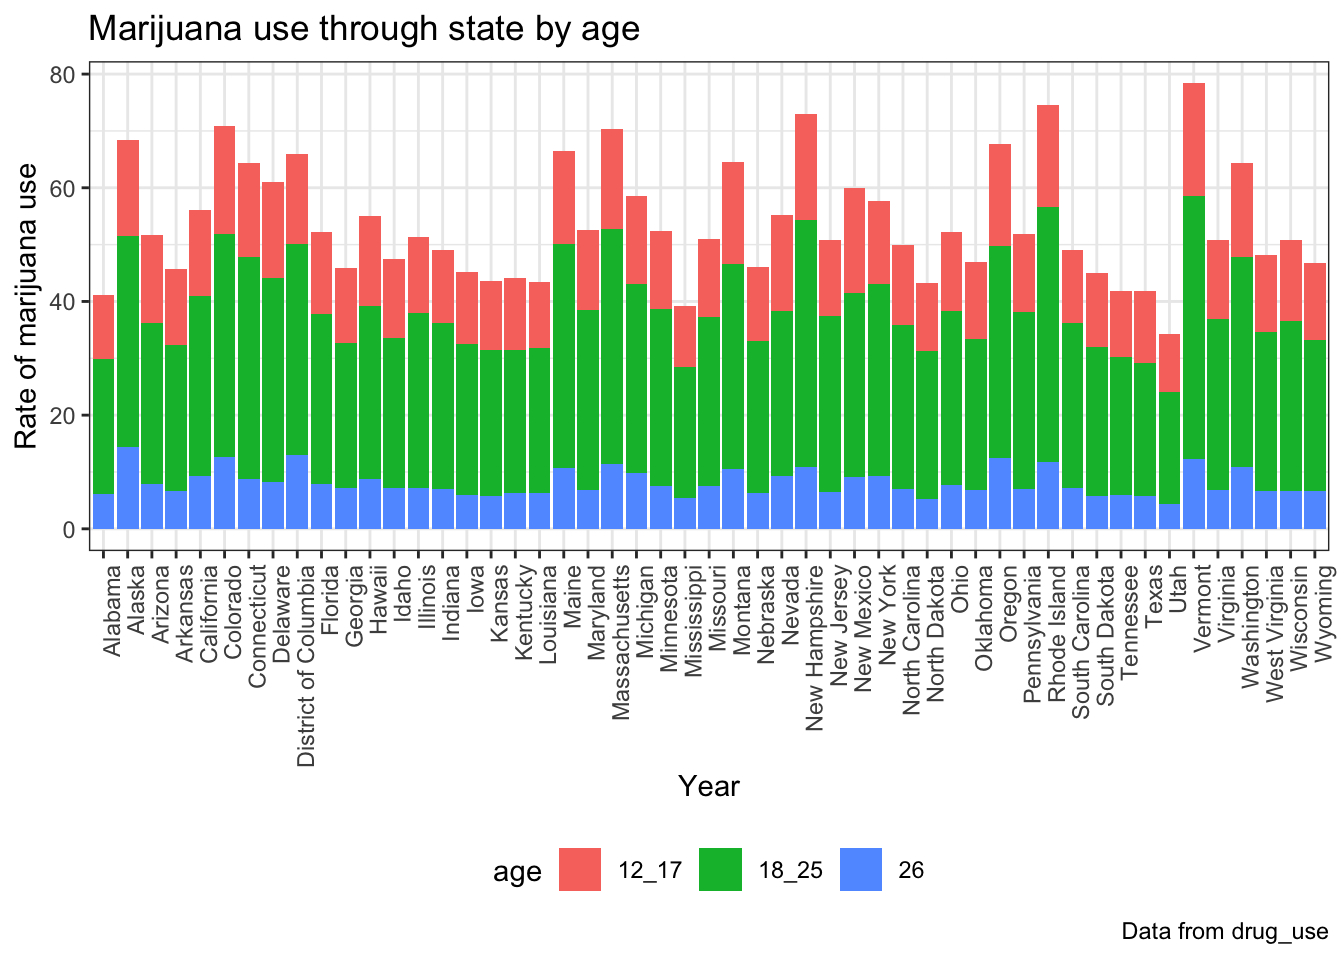 Marijuana use through state by age
Rate of marijuana use
80
60
40
20
0
Alabama
Alaska
Arizona
Arkansas
California
Colorado
Connecticut
Delaware
District of Columbia
Florida
Georgia
Hawaii
Idaho
Illinois
Indiana
Iowa
Kansas
Kentucky
Louisiana
Maine
Maryland
Massachusetts
Michigan
Minnesota
Mississippi
Missouri
Montana
Nebraska
Nevada
New Hampshire
New Jersey
New Mexico
New York
North Carolina
North Dakota
Ohio
Oklahoma
Oregon
Pennsylvania
Rhode Island
South Carolina
South Dakota
Tennessee
Texas
Utah
Vermont
Virginia
Washington
West Virginia
Wisconsin
Wyoming
Year
age 12_17 18_25 26
Data from drug_use